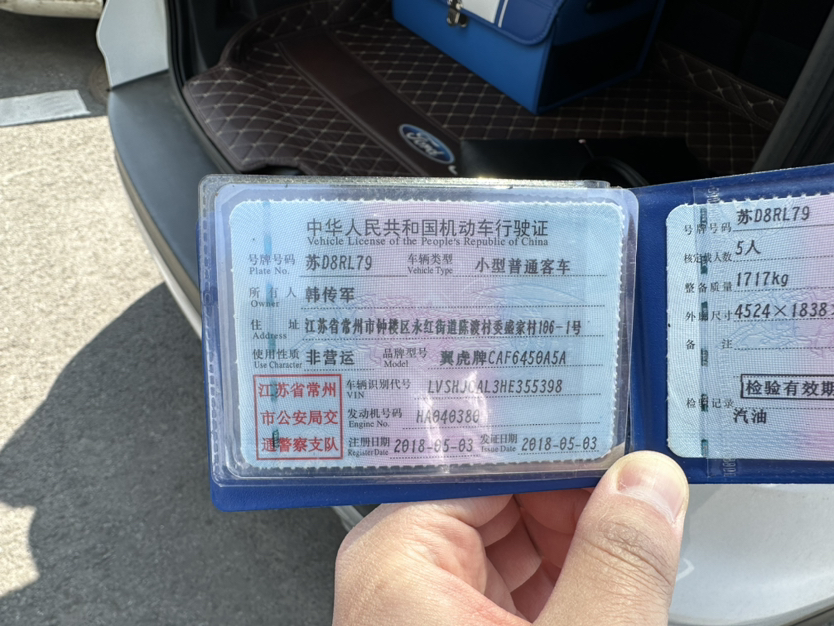 Ford
中华人民共和国机动车行驶证
Vehicle License of the People's Republic of China
号牌号码 苏D8RL79 车辆类型 小型普通客车
Plate No. Vehicle Type
所有人 韩传军
Owner
住址 江苏省常州市钟楼区永红街道陈渡村委戚家村106-1号
Address
使用性质 非营运 品牌型号 翼虎牌CAF6450A5A
Use Character Model
江苏省常州
市公安局交
通警察支队
车辆识别代号 LVSHJCAL3HE355398
VIN
发动机号码 HA040380
Engine No.
注册日期 2018-05-03 发证日期 2018-05-03
Register Date Issue Date
号牌号码 苏D8RL79
核定载人数 5人
整备质量 1717kg
外廓尺寸 4524×1838
备注
检验有效期
检验记录
汽油